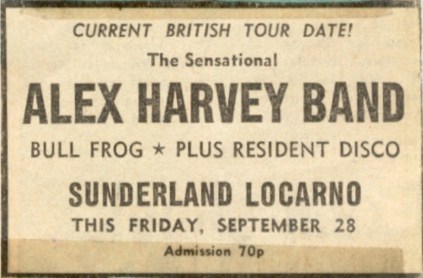 CURRENT BRITISH TOUR DATE!
The Sensational
ALEX HARVEY BAND
BULL FROG ★ PLUS RESIDENT DISCO
SUNDERLAND LOCARNO
THIS FRIDAY, SEPTEMBER 28
Admission 70p